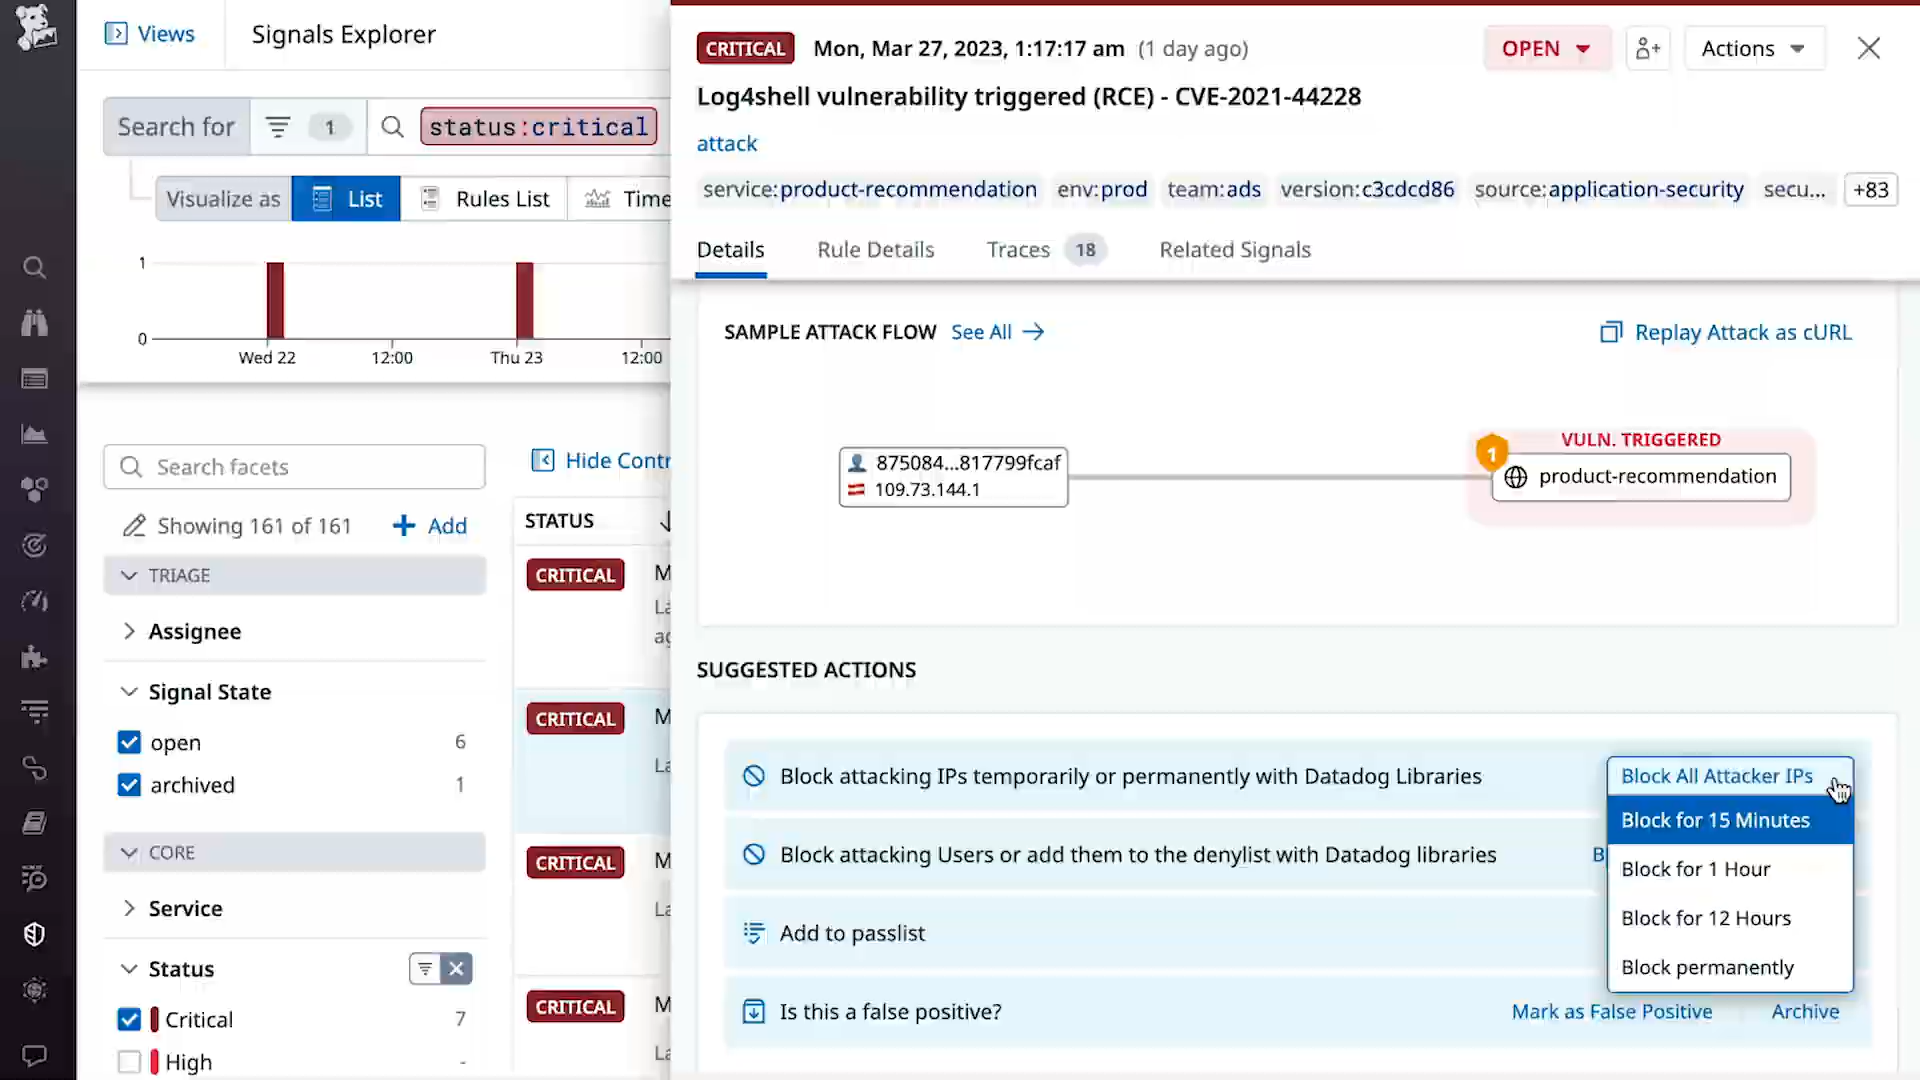 Views
Signals Explorer
Search for
1
status:critical
Visualize as
List
Rules List
Time
1
0
Wed 22
12:00
Thu 23
12:00
Search facets
Hide Contr
Showing 161 of 161
Add
TRIAGE
Assignee
Signal State
open 6
archived 1
CORE
Service
Status
Critical 7
High -
STATUS
CRITICAL M
La
ag
CRITICAL M
La
CRITICAL M
La
CRITICAL M
La
CRITICAL Mon, Mar 27, 2023, 1:17:17 am (1 day ago)
OPEN
Actions
Log4shell vulnerability triggered (RCE) - CVE-2021-44228
attack
service:product-recommendation env:prod team:ads version:c3cdcd86 source:application-security secu... +83
Details
Rule Details
Traces 18
Related Signals
SAMPLE ATTACK FLOW See All
Replay Attack as cURL
875084...817799fcaf
109.73.144.1
VULN. TRIGGERED
1
product-recommendation
SUGGESTED ACTIONS
Block attacking IPs temporarily or permanently with Datadog Libraries
Block All Attacker IPs
Block for 15 Minutes
Block attacking Users or add them to the denylist with Datadog libraries
B
Block for 1 Hour
Block for 12 Hours
Add to passlist
Block permanently
Is this a false positive?
Mark as False Positive
Archive